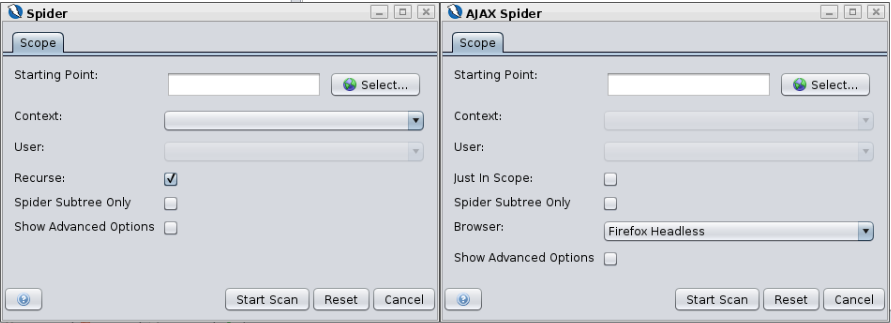 Spider
Scope
Starting Point:
Select...
Context:
User:
Recurse:
Spider Subtree Only
Show Advanced Options
Start Scan Reset Cancel
AJAX Spider
Scope
Starting Point:
Select...
Context:
User:
Just In Scope:
Spider Subtree Only
Browser:
Firefox Headless
Show Advanced Options
Start Scan Reset Cancel